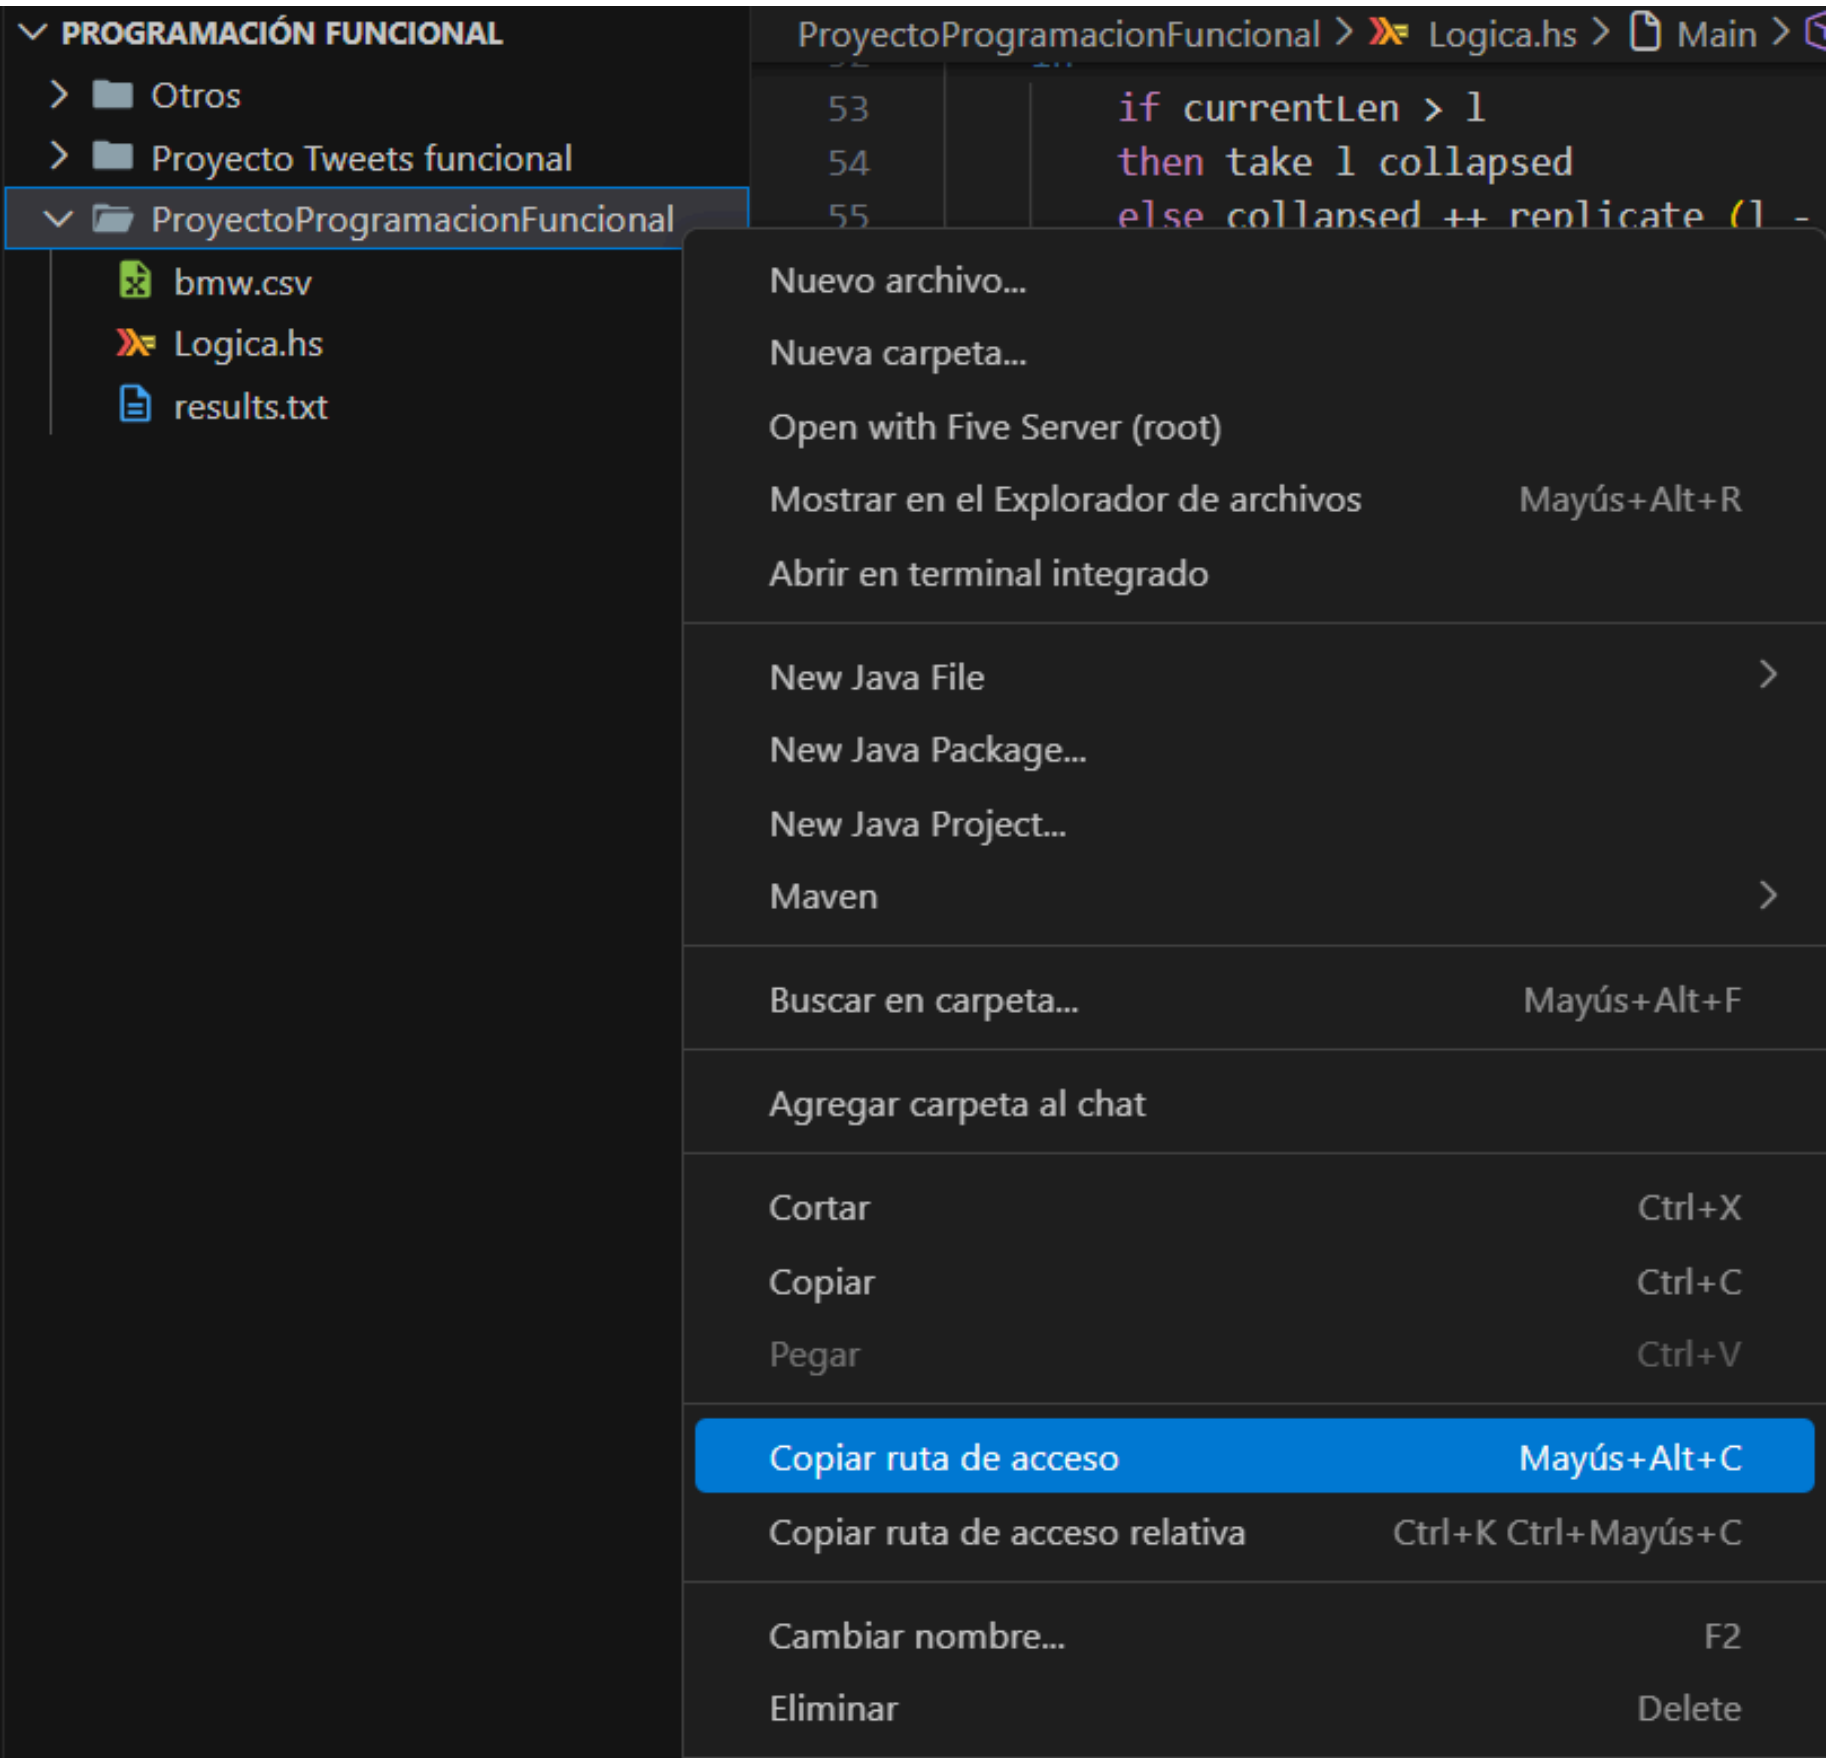 PROGRAMACIÓN FUNCIONAL
Otros
Proyecto Tweets funcional
ProyectoProgramacionFuncional
bmw.csv
Logica.hs
results.txt
ProyectoProgramacionFuncional > Logica.hs > Main >
53 if currentLen > l
54 then take l collapsed
55 else collapsed ++ replicate (l -
Nuevo archivo...
Nueva carpeta...
Open with Five Server (root)
Mostrar en el Explorador de archivos Mayús+Alt+R
Abrir en terminal integrado
New Java File
New Java Package...
New Java Project...
Maven
Buscar en carpeta... Mayús+Alt+F
Agregar carpeta al chat
Cortar Ctrl+X
Copiar Ctrl+C
Pegar Ctrl+V
Copiar ruta de acceso Mayús+Alt+C
Copiar ruta de acceso relativa Ctrl+K Ctrl+Mayús+C
Cambiar nombre... F2
Eliminar Delete